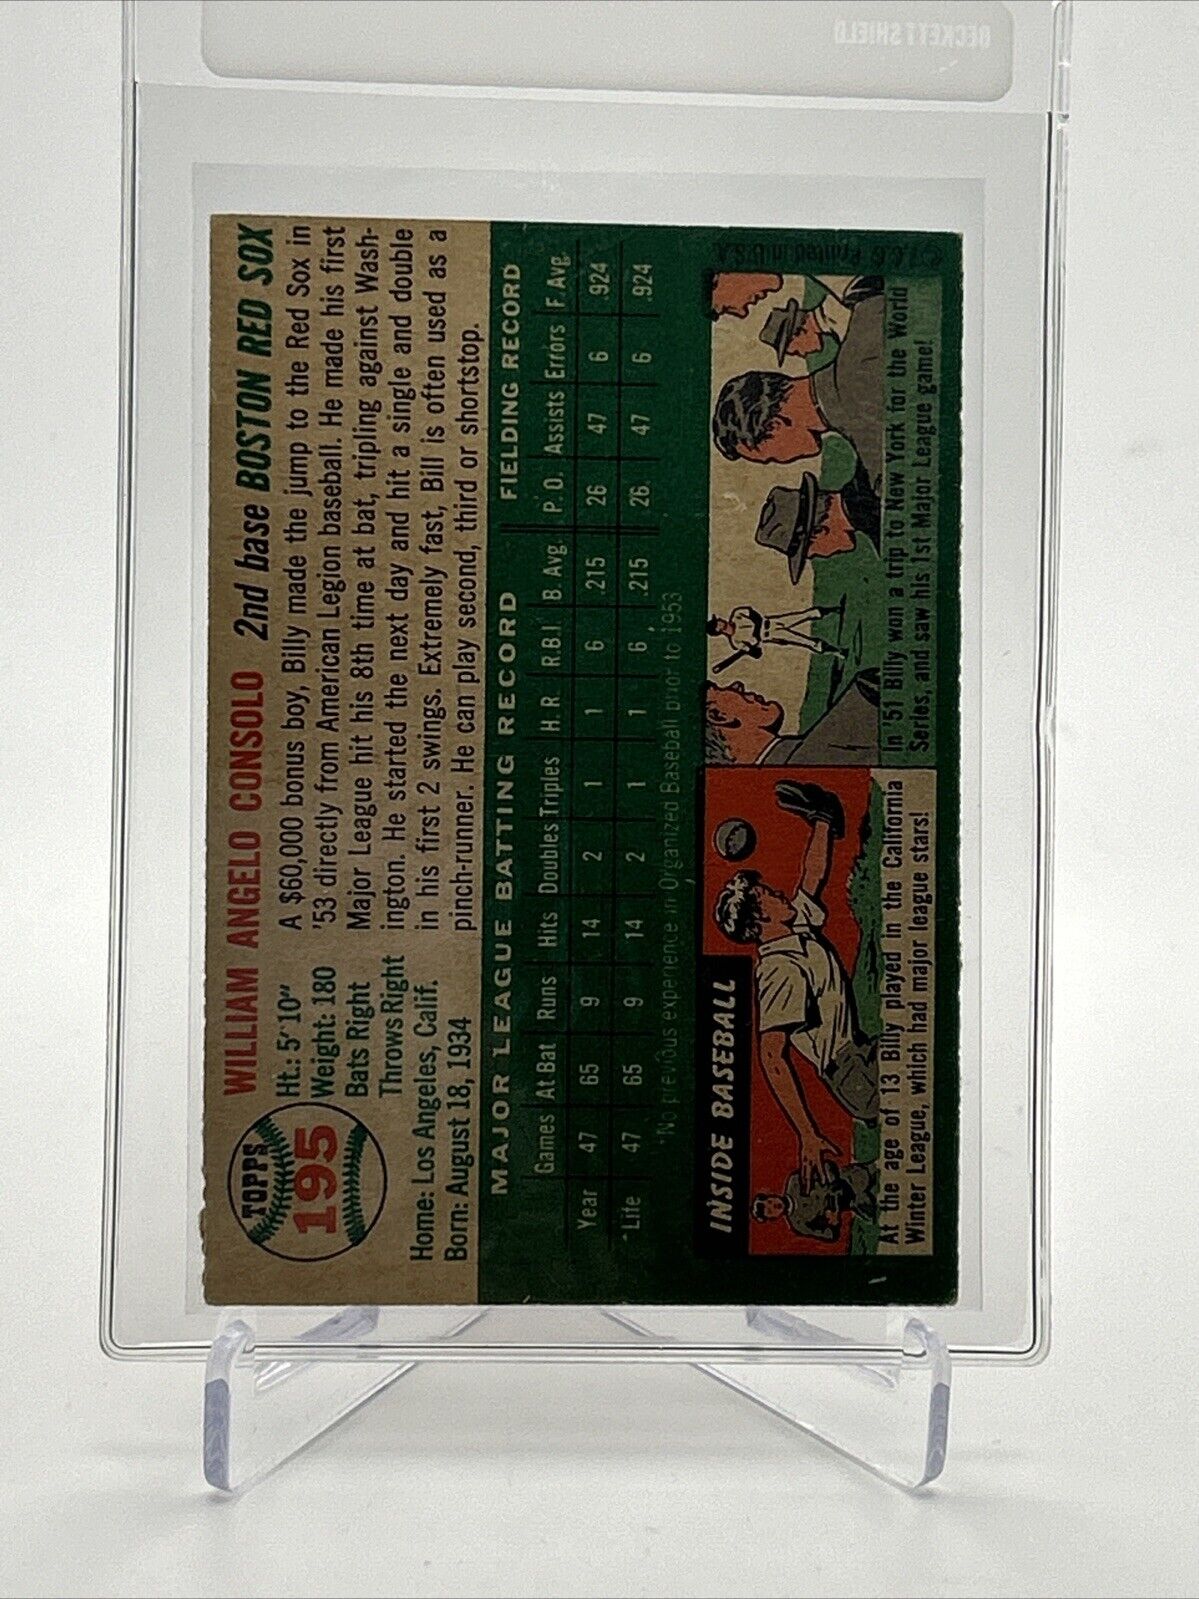 BECKETT SHIELD
TOPPS
195
WILLIAM ANGELO CONSOLO 2nd base BOSTON RED SOX
Ht.: 5'10"
Weight: 180
Bats Right
Throws Right
Home: Los Angeles, Calif.
Born: August 18, 1934
A $60,000 bonus boy, Billy made the jump to the Red Sox in
'53 directly from American Legion baseball. He made his first
Major League hit his 8th time at bat, tripling against Wash-
ington. He started the next day and hit a single and double
in his first 2 swings. Extremely fast, Bill is often used as a
pinch-runner. He can play second, third or shortstop.
MAJOR LEAGUE BATTING RECORD FIELDING RECORD
Games At Bat Runs Hits Doubles Triples H.R R.B.I B. Avg. P.O. Assists Errors F. Avg.
Year 47 65 9 14 2 1 1 6 .215 26 47 6 .924
*Life 47 65 9 14 2 1 1 6 .215 26 47 6 .924
*No previous experience in Organized Baseball prior to 1953
INSIDE BASEBALL
At the age of 13 Billy played in the California
Winter League, which had major league stars!
In '51 Billy won a trip to New York for the World
Series, and saw his 1st Major League game!
© T.C.G. Printed in U.S.A.